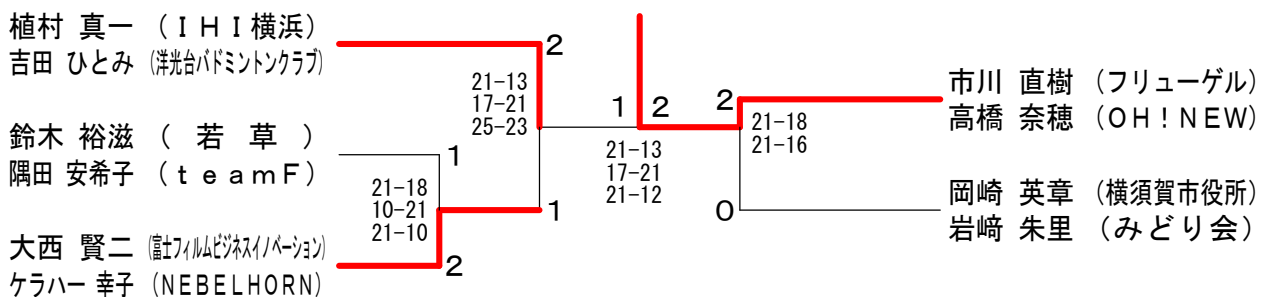 植村 真一 (ＩＨＩ横浜)
吉田 ひとみ (洋光台バドミントンクラブ)
2
21-13
17-21
25-23
鈴木 裕滋 ( 若 草 )
隅田 安希子 (ｔｅａｍＦ)
1
21-18
10-21
21-10
1
大西 賢二 (富士フィルムビジネスイノベーション)
ケラハー 幸子 (NEBELHORN)
2
1
2
21-13
17-21
21-12
2
市川 直樹 (フリューゲル)
高橋 奈穂 (ＯＨ！ＮＥＷ)
21-18
21-16
0
岡崎 英章 (横須賀市役所)
岩﨑 朱里 (みどり会)